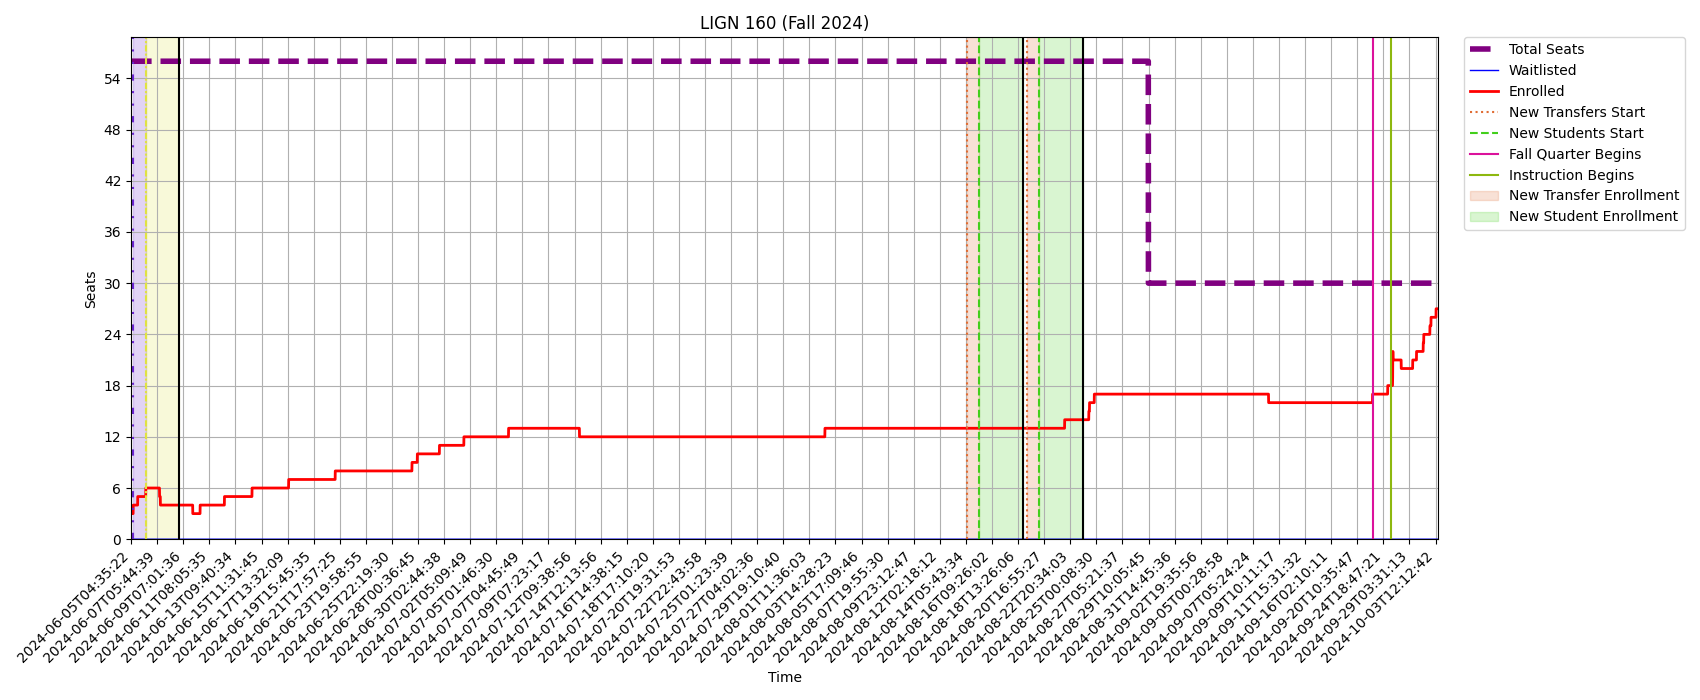 LIGN 160 (Fall 2024)
Seats
54
48
42
36
30
24
18
12
6
0
2024-06-05T04:35:22
2024-06-07T05:44:39
2024-06-09T07:01:36
2024-06-11T08:05:35
2024-06-13T09:40:34
2024-06-15T11:31:45
2024-06-17T13:32:09
2024-06-19T15:45:35
2024-06-21T17:57:25
2024-06-23T19:58:55
2024-06-25T22:19:30
2024-06-28T00:36:45
2024-06-30T02:44:38
2024-07-02T05:09:49
2024-07-05T01:46:30
2024-07-07T04:45:49
2024-07-09T07:23:17
2024-07-12T09:38:56
2024-07-14T12:13:56
2024-07-16T14:38:15
2024-07-18T17:10:20
2024-07-20T19:31:53
2024-07-22T22:43:58
2024-07-25T01:23:39
2024-07-27T04:02:36
2024-07-29T19:10:40
2024-08-01T11:36:03
2024-08-03T14:28:23
2024-08-05T17:09:46
2024-08-07T19:55:30
2024-08-09T23:12:47
2024-08-12T02:18:12
2024-08-14T05:43:34
2024-08-16T09:26:02
2024-08-18T13:26:06
2024-08-20T16:55:27
2024-08-22T20:34:03
2024-08-25T00:08:30
2024-08-27T05:21:37
2024-08-29T10:05:45
2024-08-31T14:45:36
2024-09-02T19:35:56
2024-09-05T00:28:58
2024-09-07T05:24:24
2024-09-09T10:11:17
2024-09-11T15:31:32
2024-09-16T02:10:11
2024-09-20T10:35:47
2024-09-24T18:47:21
2024-09-29T03:31:13
2024-10-03T12:12:42
Time
Total Seats
Waitlisted
Enrolled
New Transfers Start
New Students Start
Fall Quarter Begins
Instruction Begins
New Transfer Enrollment
New Student Enrollment